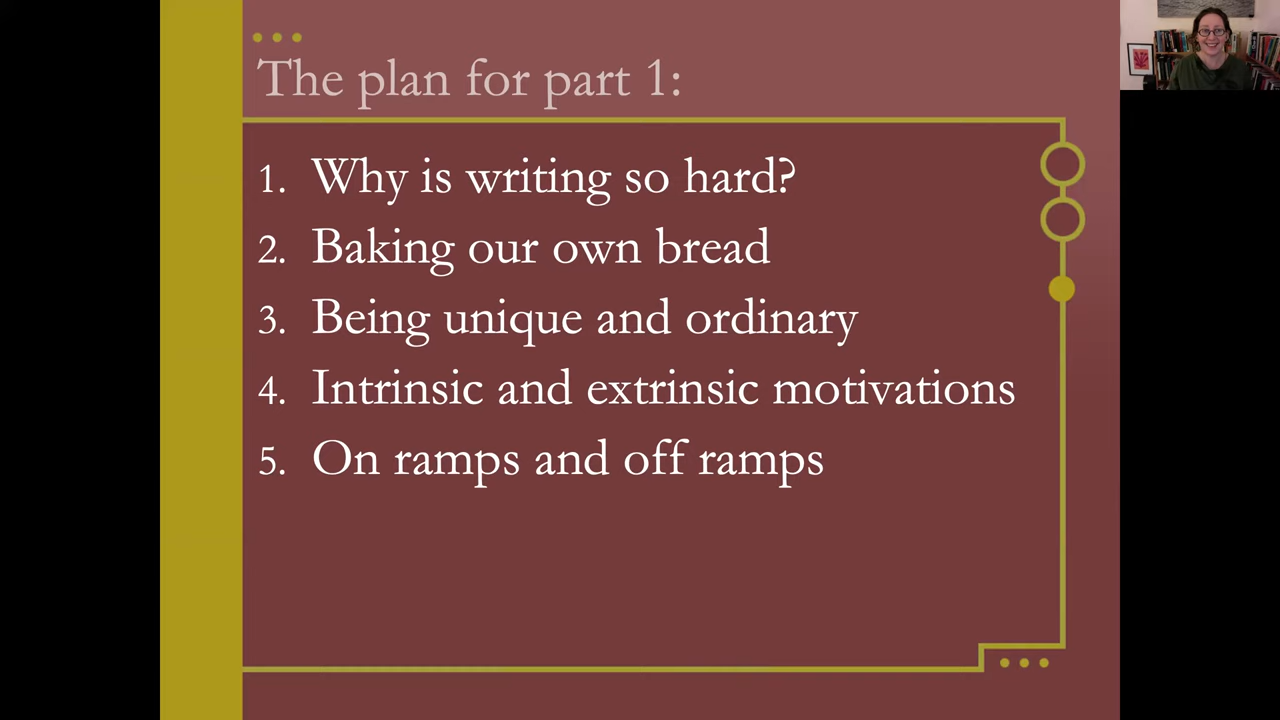 The plan for part 1:
1. Why is writing so hard?
2. Baking our own bread
3. Being unique and ordinary
4. Intrinsic and extrinsic motivations
5. On ramps and off ramps